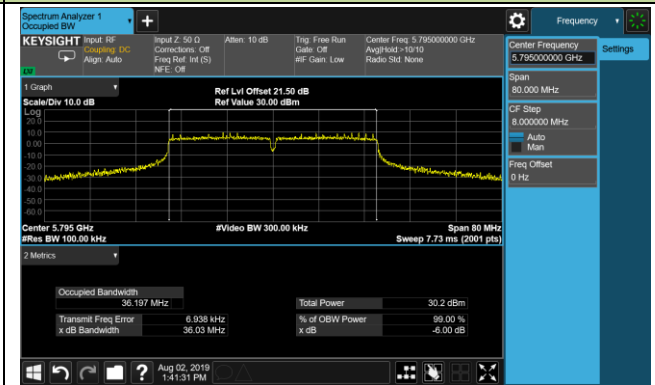 Spectrum Analyzer 1
Occupied BW
+
Frequency
KEYSIGHT
Input: RF
Coupling: DC
Align: Auto
Input Z: 50 Ω
Corrections: Off
Freq Ref: Int (S)
NFE: Off
Atten: 10 dB
Trig: Free Run
Gate: Off
#IF Gain: Low
Center Freq: 5.795000000 GHz
Avg|Hold:>10/10
Radio Std: None
Center Frequency
5.795000000 GHz
Settings
Span
80.000 MHz
CF Step
8.000000 MHz
Auto
Man
Freq Offset
0 Hz
1 Graph
Scale/Div 10.0 dB
Ref Lvl Offset 21.50 dB
Ref Value 30.00 dBm
Log
20.0
10.0
0.00
-10.0
-20.0
-30.0
-40.0
-50.0
-60.0
Center 5.795 GHz
#Res BW 100.00 kHz
#Video BW 300.00 kHz
Span 80 MHz
Sweep 7.73 ms (2001 pts)
2 Metrics
Occupied Bandwidth
36.197 MHz
Total Power 30.2 dBm
Transmit Freq Error 6.938 kHz
% of OBW Power 99.00 %
x dB Bandwidth 36.03 MHz
x dB -6.00 dB
?
Aug 02, 2019
1:41:31 PM